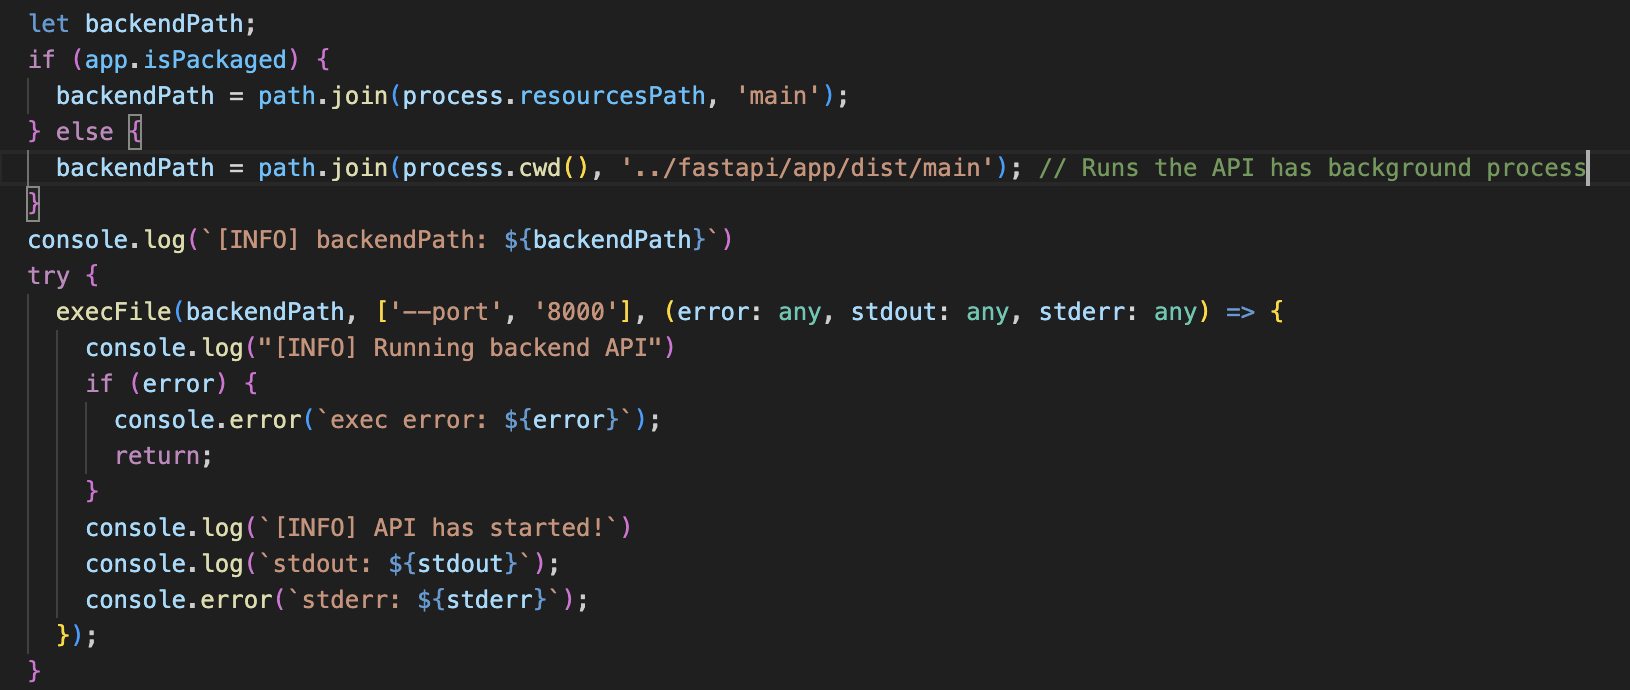 let backendPath;
if (app.isPackaged) {
  backendPath = path.join(process.resourcesPath, 'main');
} else {
  backendPath = path.join(process.cwd(), '../fastapi/app/dist/main'); // Runs the API has background process
}
console.log(`[INFO] backendPath: ${backendPath}`)
try {
  execFile(backendPath, ['--port', '8000'], (error: any, stdout: any, stderr: any) => {
    console.log("[INFO] Running backend API")
    if (error) {
      console.error(`exec error: ${error}`);
      return;
    }
    console.log(`[INFO] API has started!`)
    console.log(`stdout: ${stdout}`);
    console.error(`stderr: ${stderr}`);
  });
}